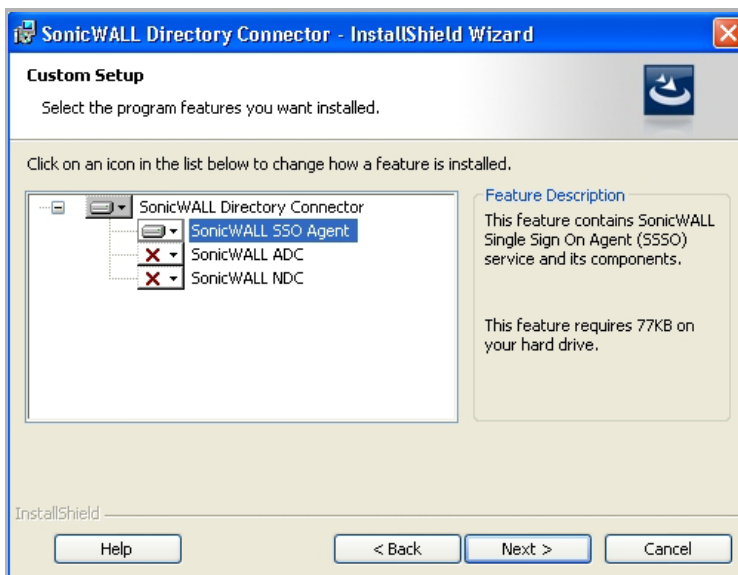 SonicWALL Directory Connector - InstallShield Wizard
Custom Setup
Select the program features you want installed.
Click on an icon in the list below to change how a feature is installed.
SonicWALL Directory Connector
SonicWALL SSO Agent
SonicWALL ADC
SonicWALL NDC
Feature Description
This feature contains SonicWALL
Single Sign On Agent (SSSO)
service and its components.
This feature requires 77KB on
your hard drive.
InstallShield
Help
< Back
Next >
Cancel